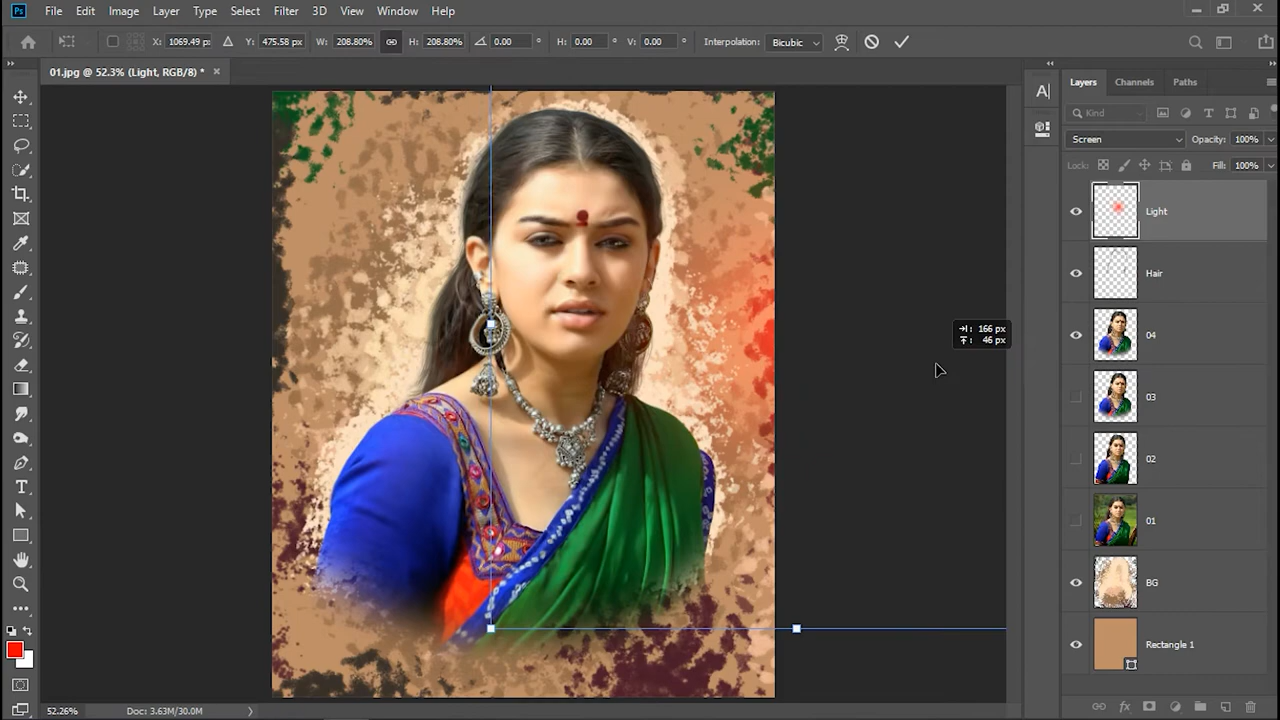 Ps File Edit Image Layer Type Select Filter 3D View Window Help
X: 1069.49 px Y: 475.58 px W: 208.80% H: 208.80% 0.00 ° H: 0.00 ° V: 0.00 ° Interpolation: Bicubic
01.jpg @ 52.3% (Light, RGB/8) * ×
Layers Channels Paths
Kind
Screen Opacity: 100%
Lock: Fill: 100%
Light
Hair
166 px
46 px
04
03
02
01
BG
Rectangle 1
52.26% Doc: 3.63M/30.0M